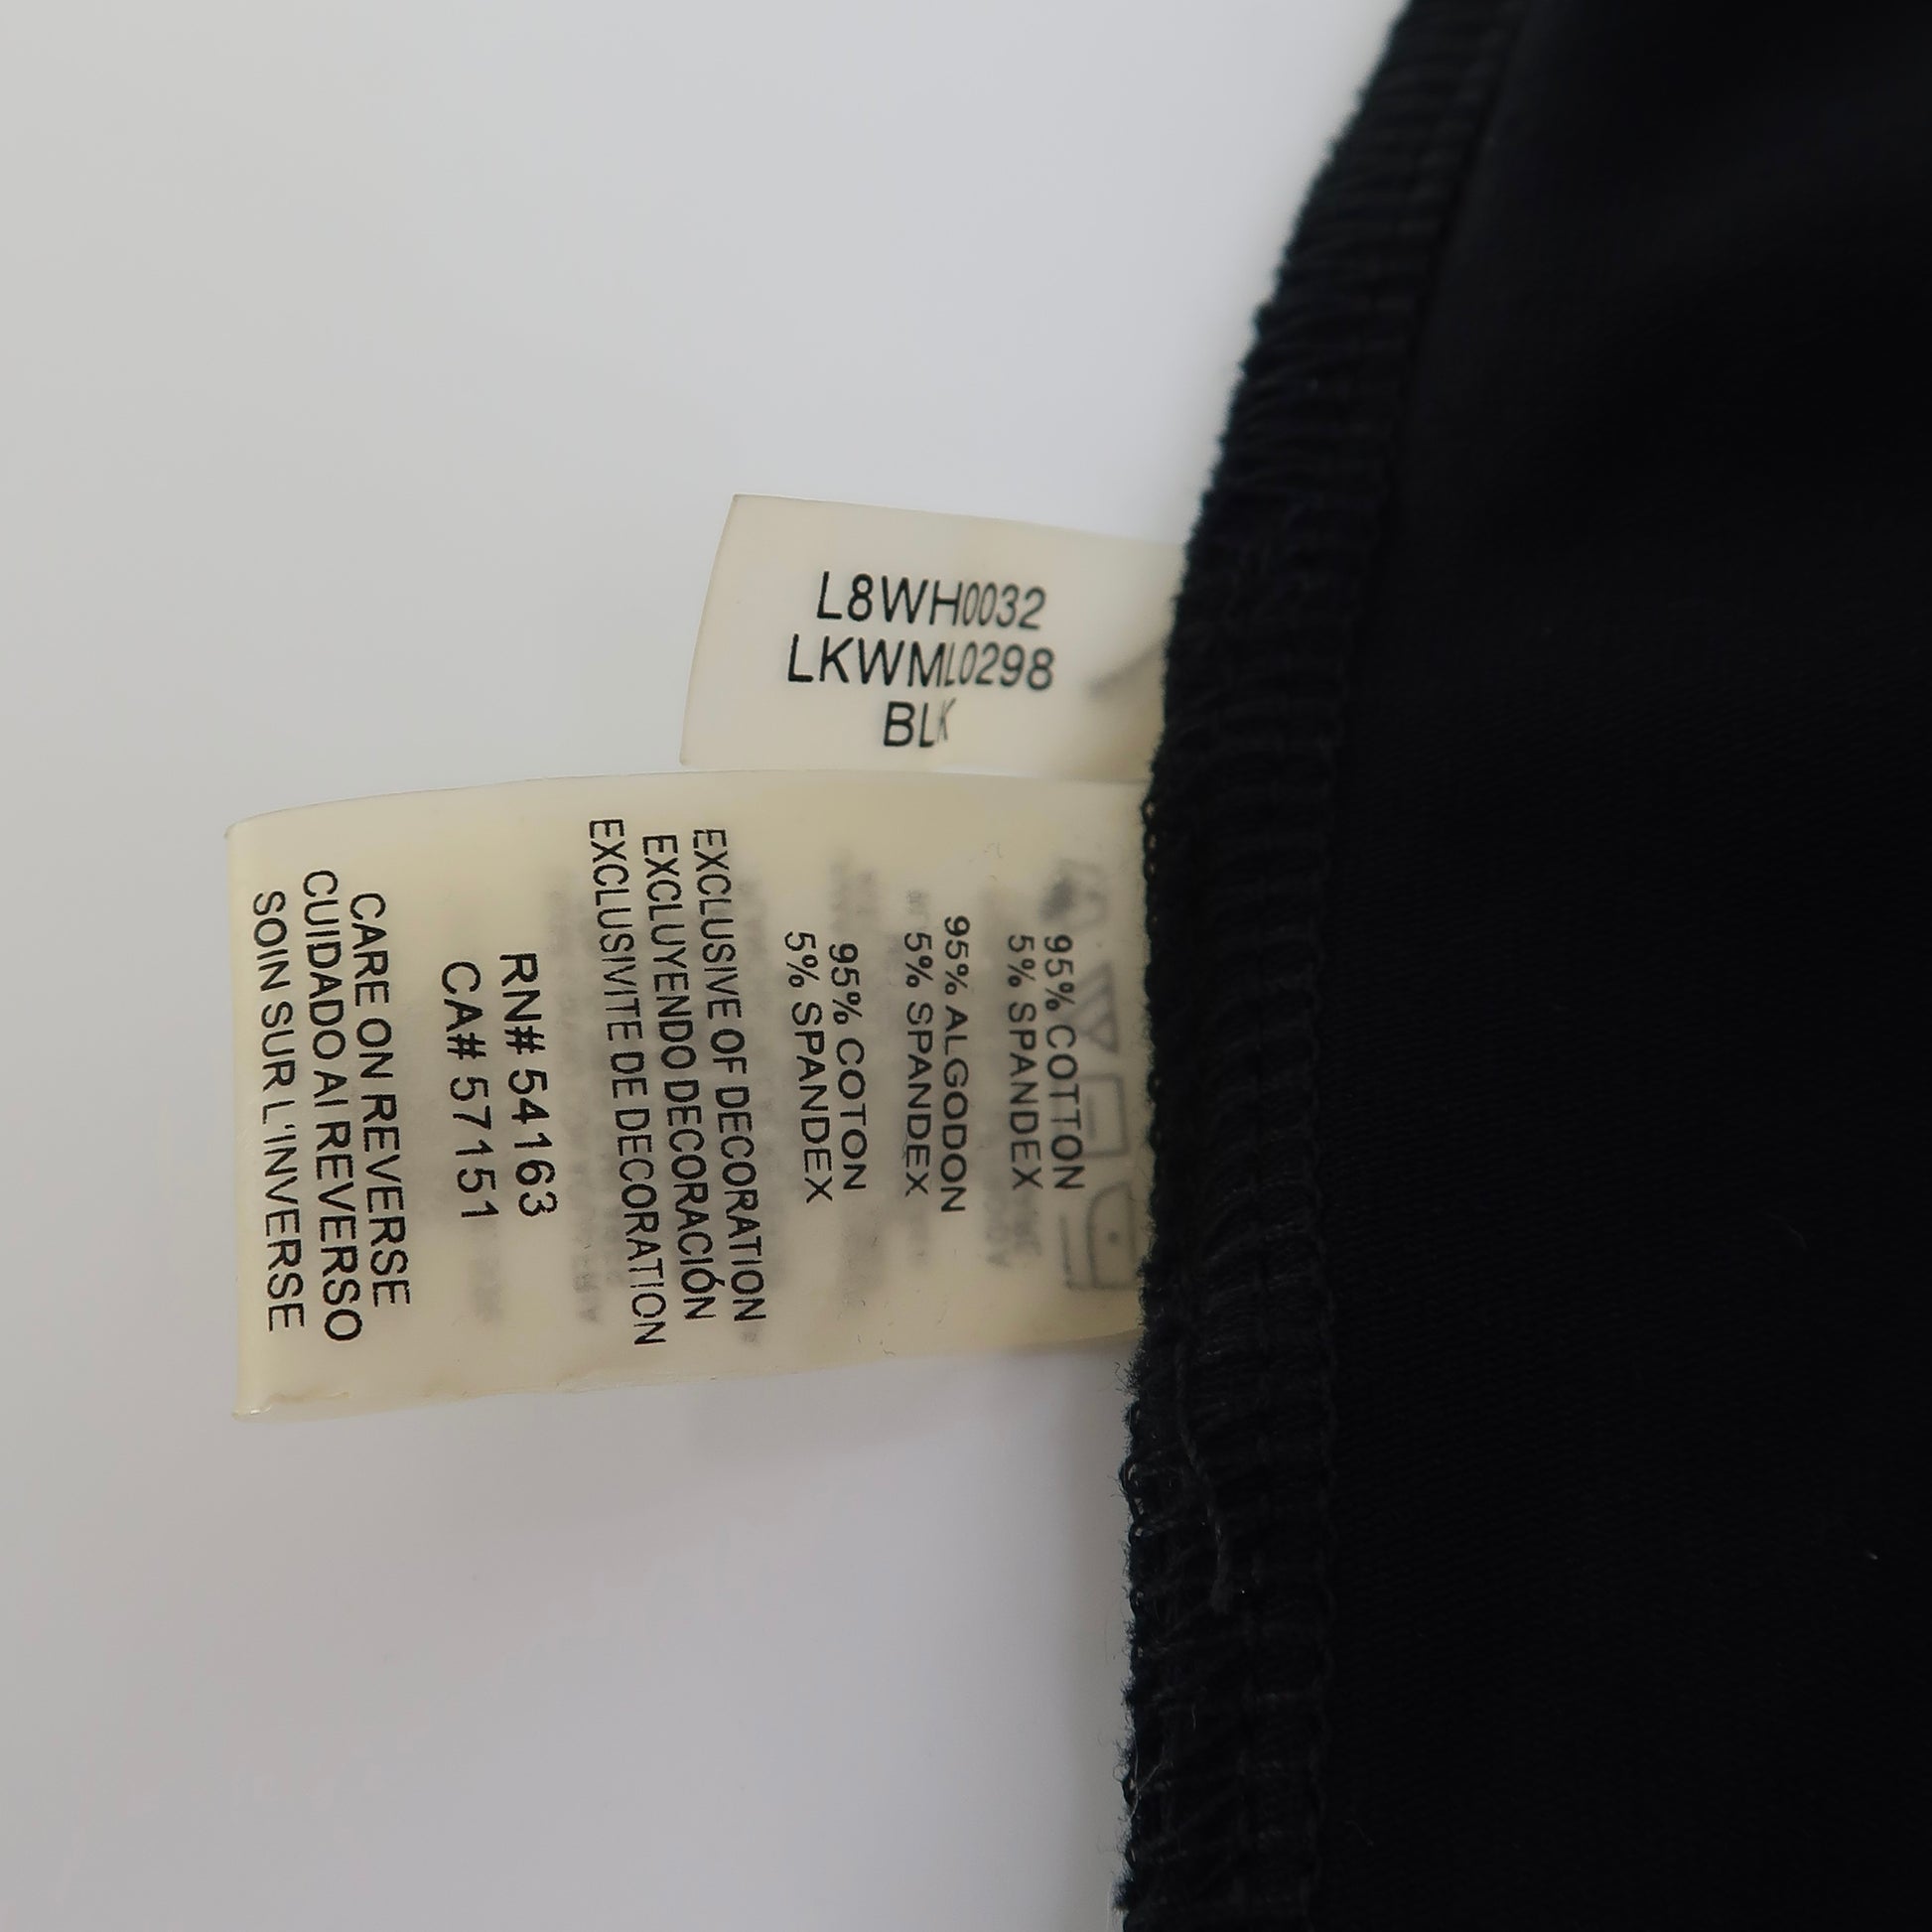 L8WH0032
LKWML0298
BLK
95% COTTON
5% SPANDEX
95% ALGODON
5% SPANDEX
95% COTON
5% SPANDEX
EXCLUSIVE OF DECORATION
EXCLUYENDO DECORACIÓN
EXCLUSIVITE DE DECORATION
RN# 54163
CA# 57151
CARE ON REVERSE
CUIDADO AI REVERSO
SOIN SUR L'INVERSE